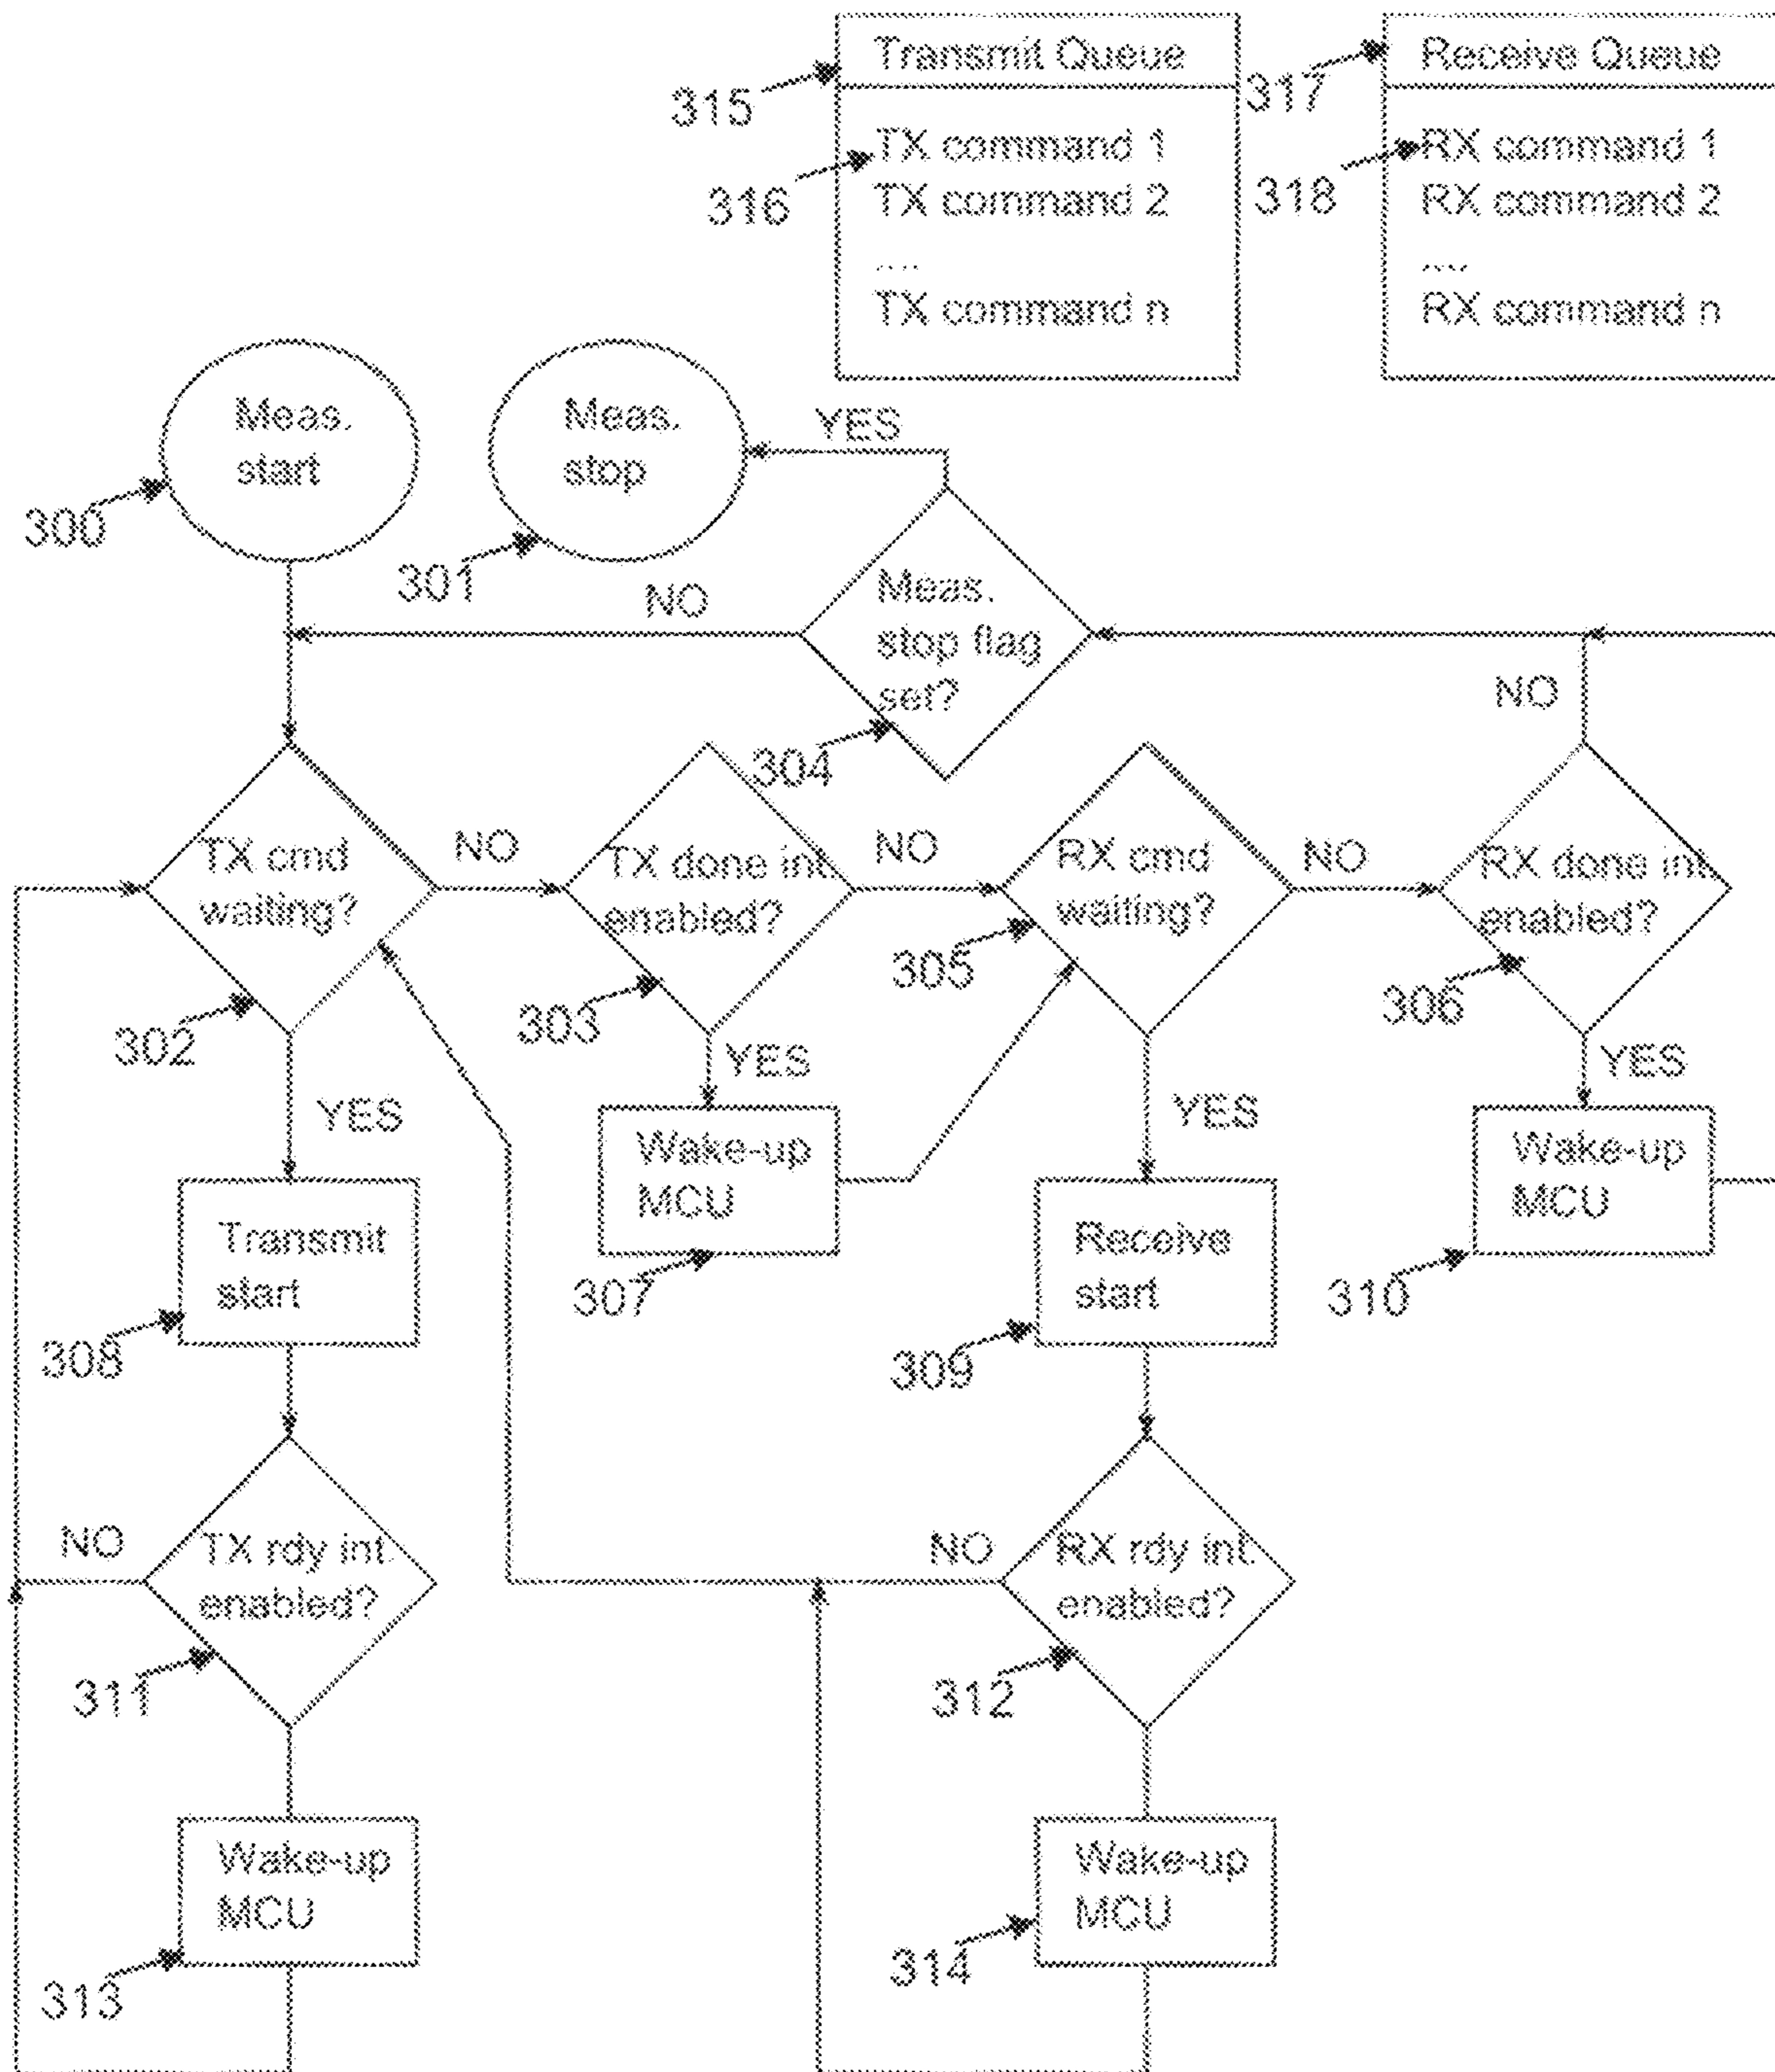 Transmit Queue
315
TX command 1
316
TX command 2
....
TX command n
Receive Queue
317
RX command 1
318
RX command 2
....
RX command n
Meas.
start
300
Meas.
stop
301
YES
NO
Meas.
stop flag
set?
304
NO
TX cmd
waiting?
302
NO
TX done int.
enabled?
303
NO
RX cmd
waiting?
305
NO
RX done int.
enabled?
306
YES
YES
YES
YES
Transmit
start
308
Wake-up
MCU
307
Receive
start
309
Wake-up
MCU
310
NO
TX rdy int.
enabled?
311
NO
RX rdy int.
enabled?
312
Wake-up
MCU
313
Wake-up
MCU
314